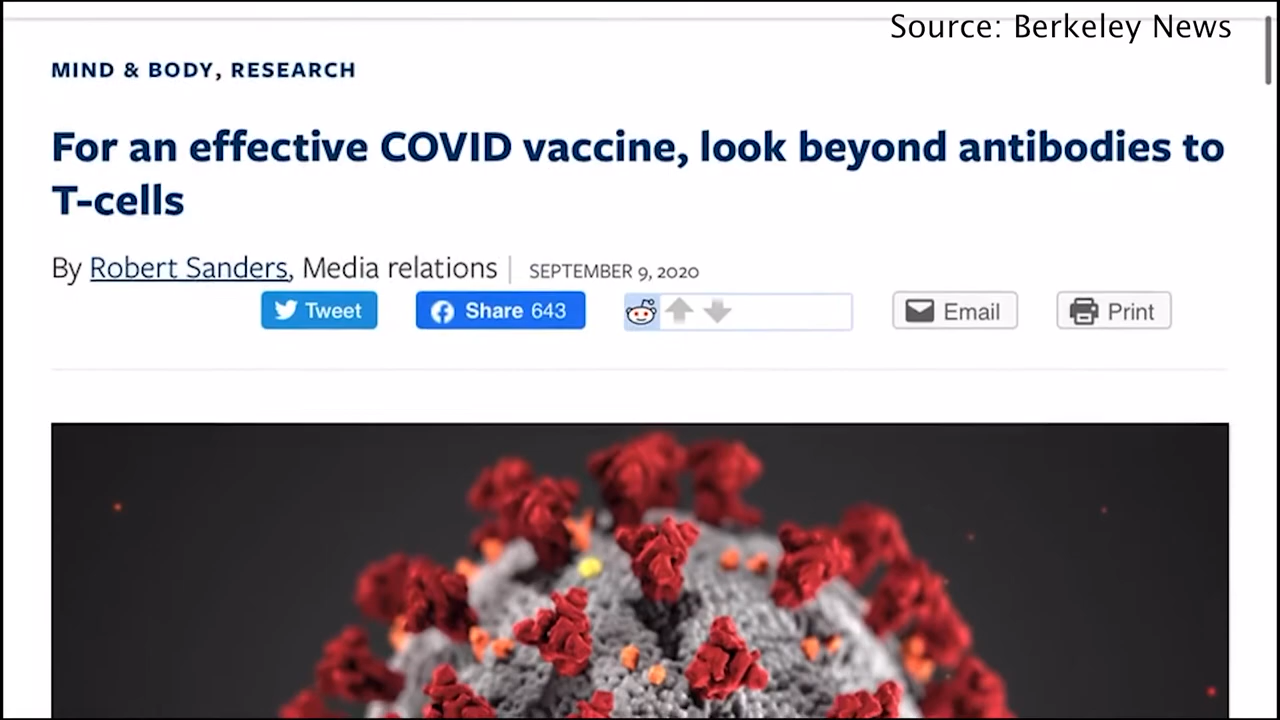 Source: Berkeley News
MIND & BODY, RESEARCH
For an effective COVID vaccine, look beyond antibodies to
T-cells
By Robert Sanders, Media relations | SEPTEMBER 9, 2020
Tweet
Share 643
Email
Print